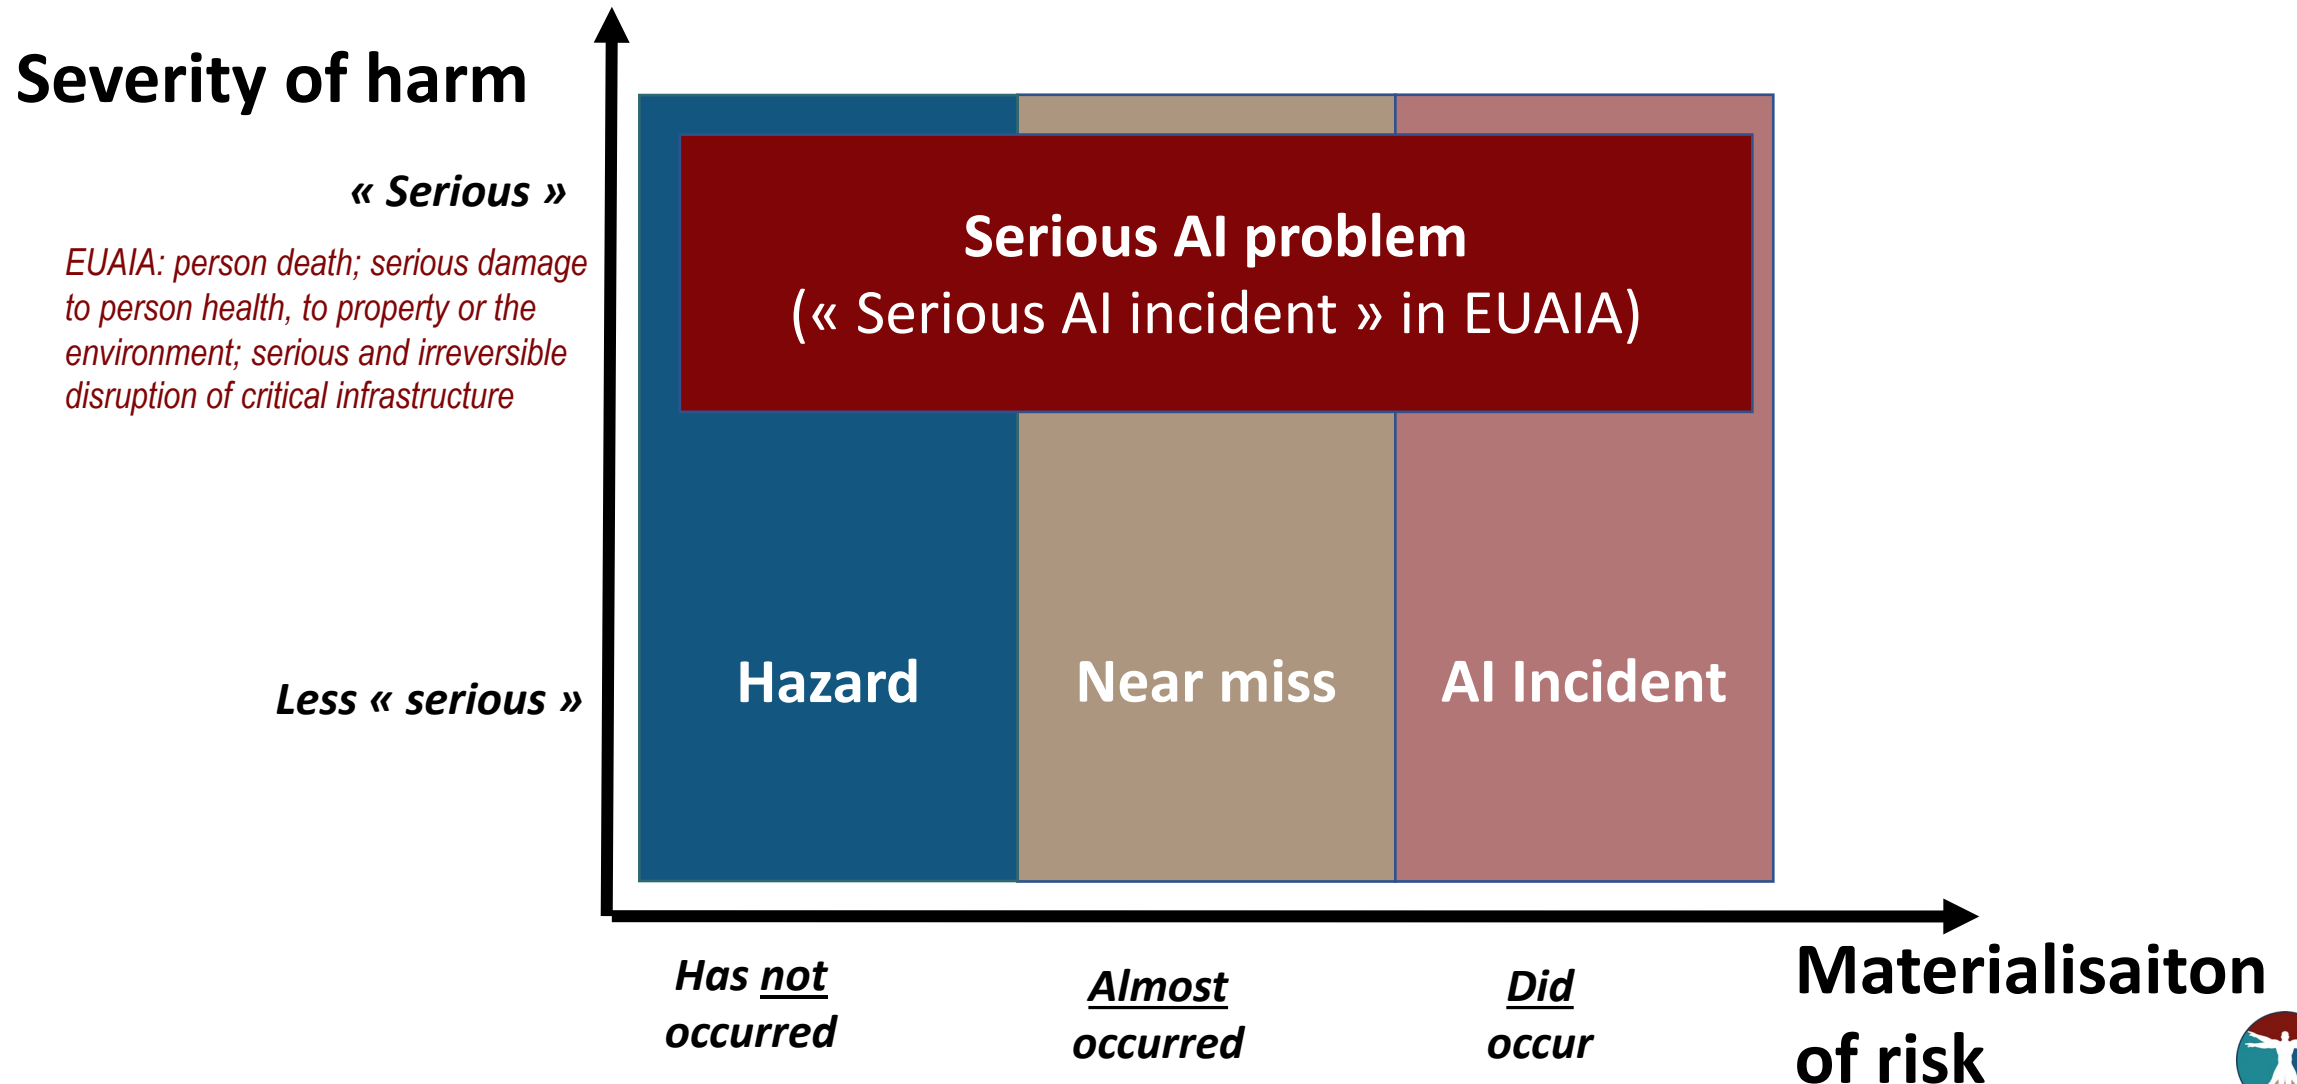 Severity of harm
« Serious »
EUAIA: person death; serious damage
to person health, to property or the
environment; serious and irreversible
disruption of critical infrastructure
Serious AI problem
(« Serious AI incident » in EUAIA)
Less « serious »
Hazard
Near miss
AI Incident
Has not
occurred
Almost
occurred
Did
occur
Materialisaiton
of risk